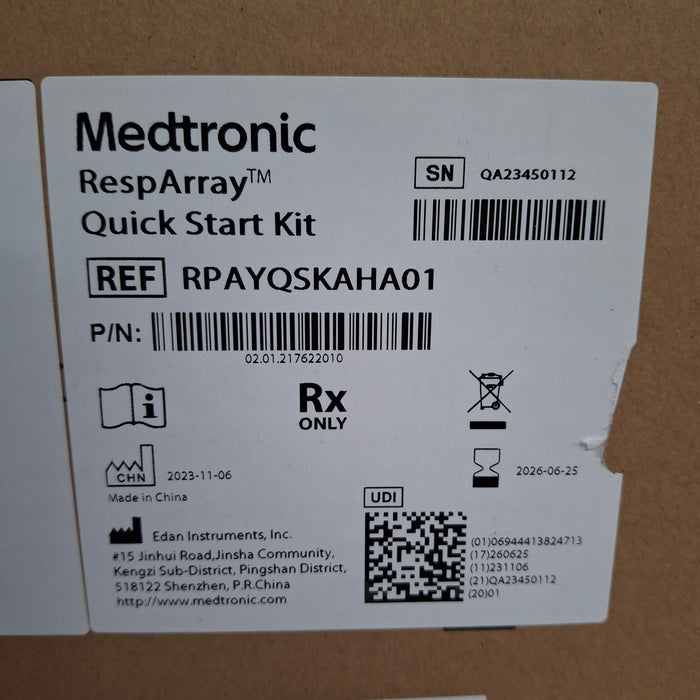 Medtronic
RespArray™
Quick Start Kit
SN QA23450112
REF RPAYQSKAHA01
P/N:
02.01.217622010
i
Rx
ONLY
CHN 2023-11-06
2026-06-25
Made in China
UDI
Edan Instruments, Inc.
#15 Jinhui Road,Jinsha Community,
Kengzi Sub-District, Pingshan District,
518122 Shenzhen, P.R.China
http://www.medtronic.com
(01)06944413824713
(17)260625
(11)231106
(21)QA23450112
(20)01